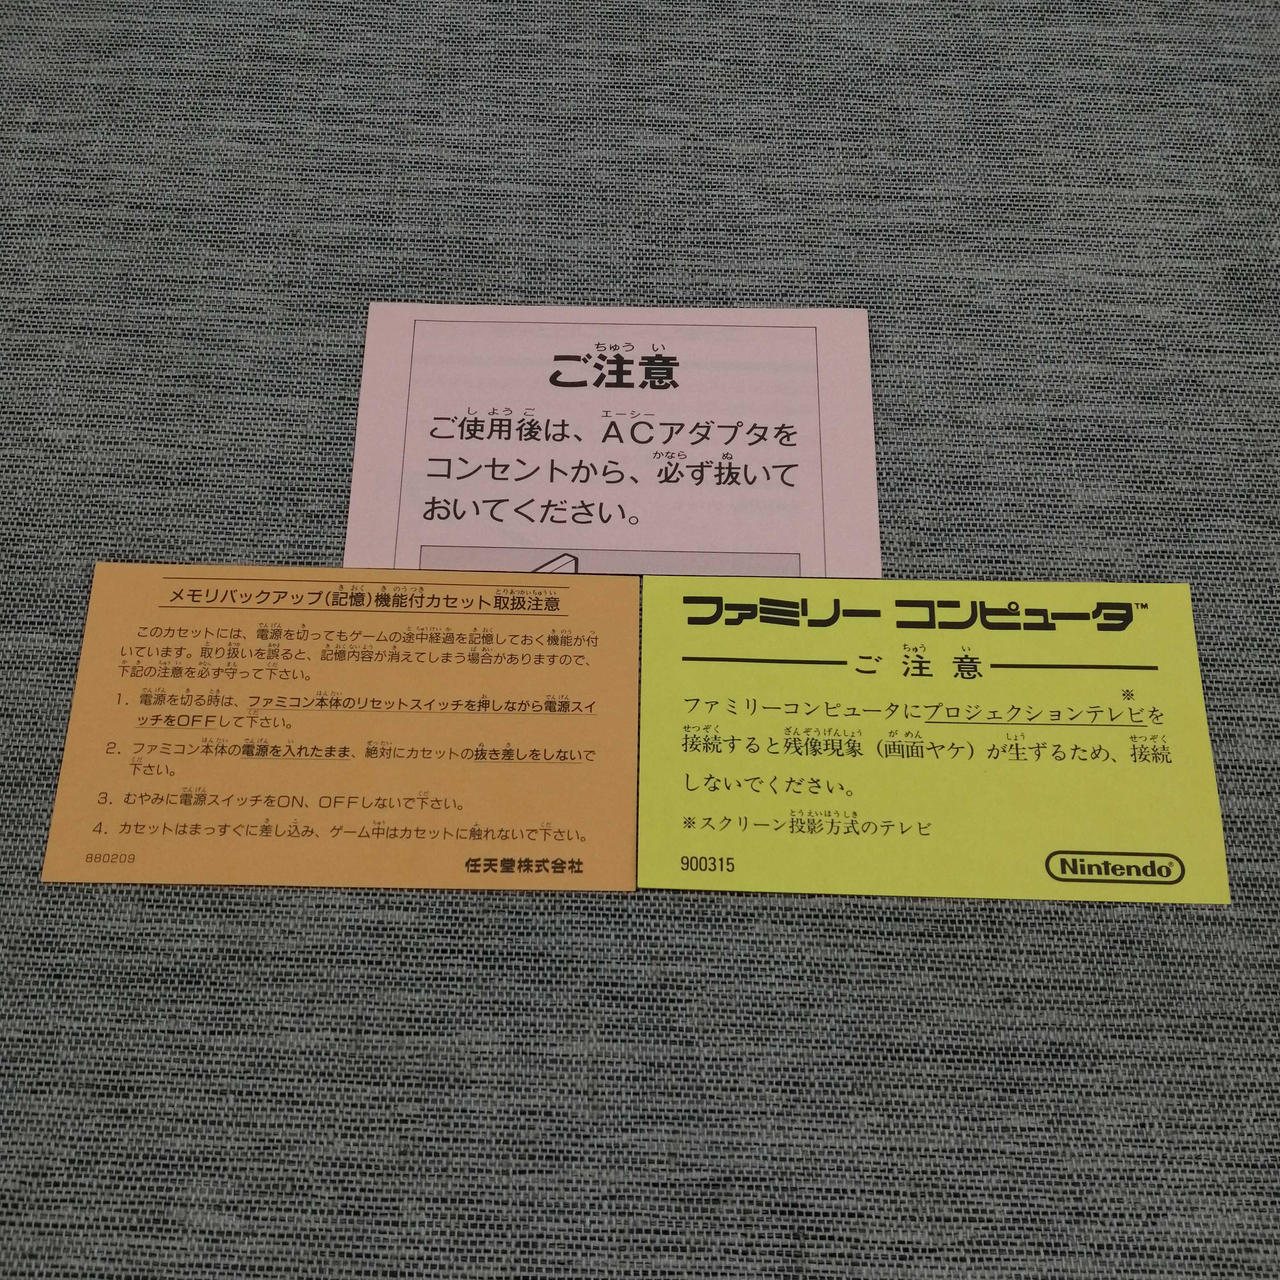 ご注意
ご使用後は、ACアダプタを
コンセントから、必ず抜いて
おいてください。
メモリバックアップ(記憶)機能付カセット取扱注意
このカセットには、電源を切ってもゲームの途中経過を記憶しておく機能が付
いています。取り扱いを誤ると、記憶内容が消えてしまう場合がありますので、
下記の注意を必ず守って下さい。
1. 電源を切る時は、ファミコン本体のリセットスイッチを押しながら電源スイ
ッチをOFFして下さい。
2. ファミコン本体の電源を入れたまま、絶対にカセットの抜き差しをしないで
下さい。
3. むやみに電源スイッチをON、OFFしないで下さい。
4. カセットはまっすぐに差し込み、ゲーム中はカセットに触れないで下さい。
880209
任天堂株式会社
ファミリー コンピュータ™
ご注意
ファミリーコンピュータにプロジェクションテレビ※を
接続すると残像現象（画面ヤケ）が生ずるため、接続
しないでください。
※スクリーン投影方式のテレビ
900315
Nintendo®